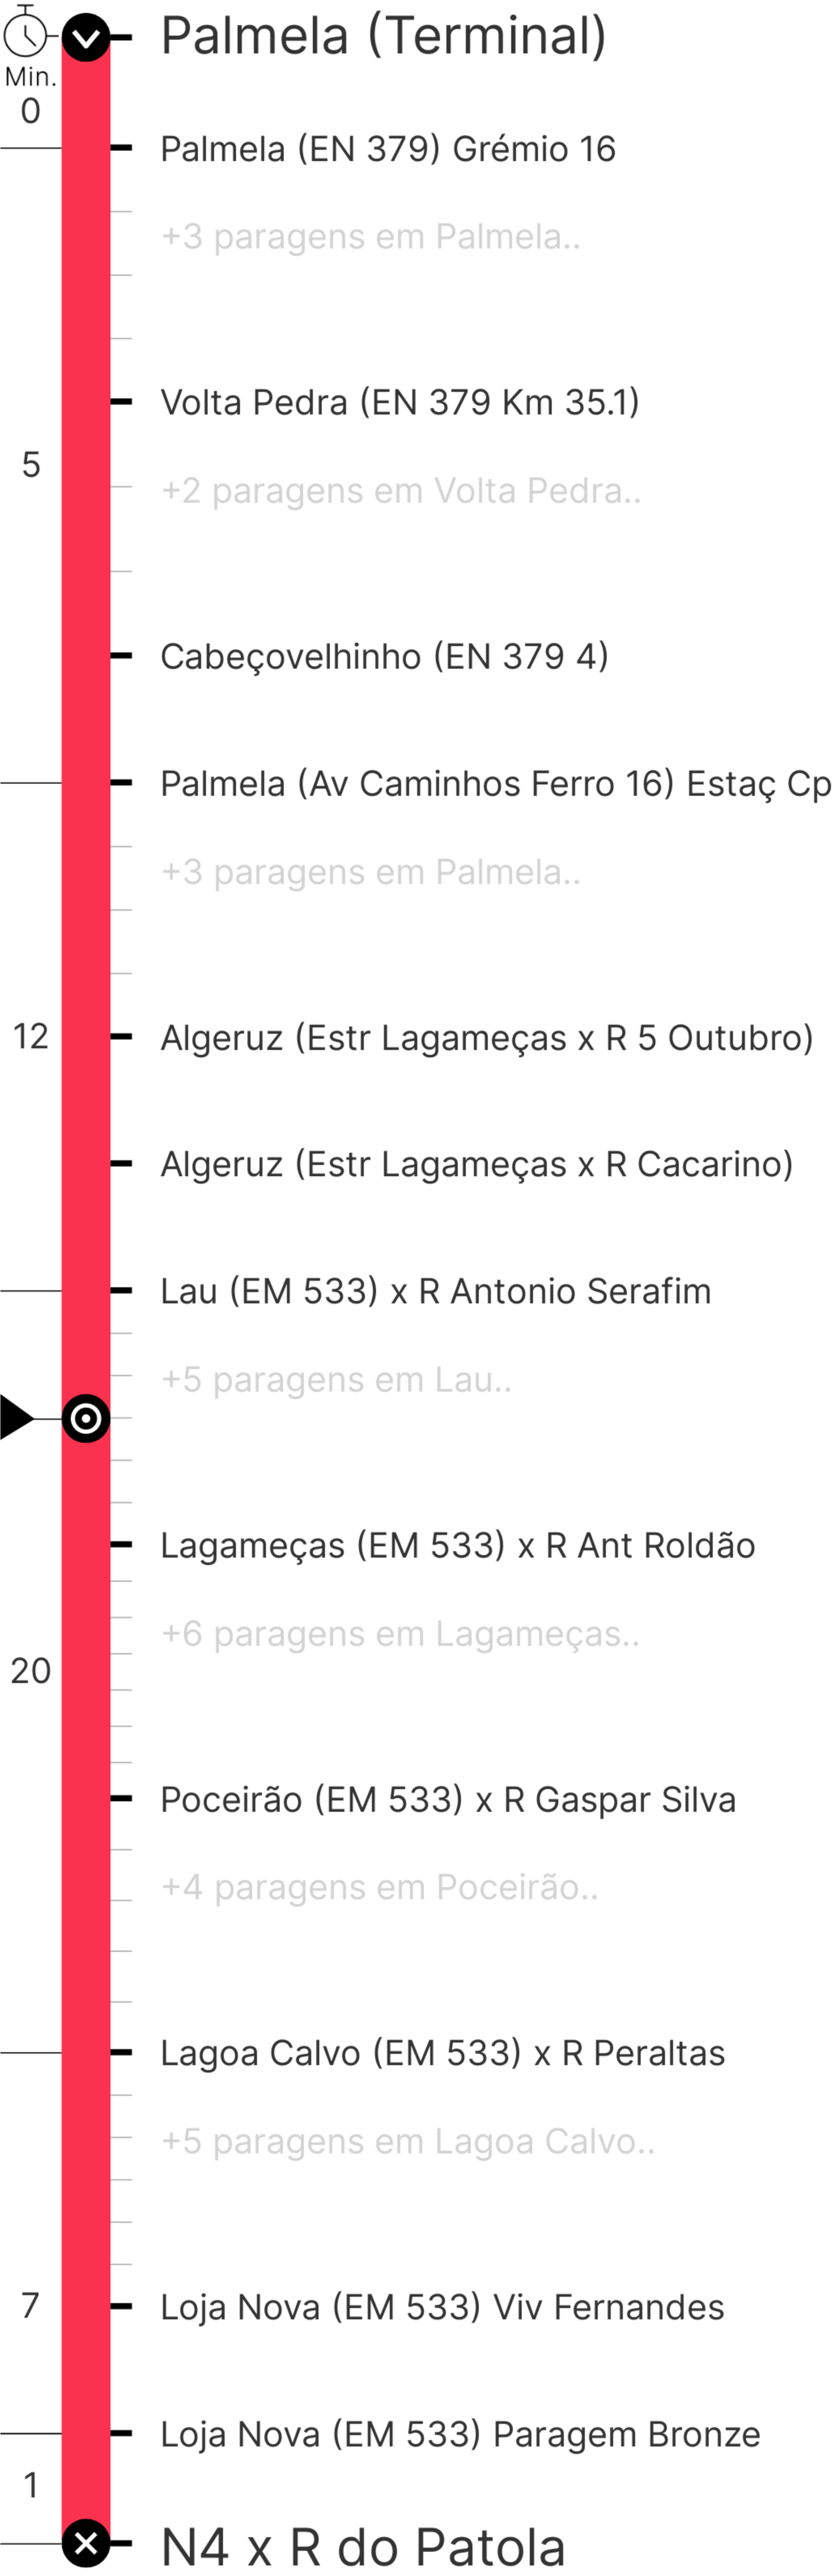 Palmela (Terminal)
Min.
0
Palmela (EN 379) Grémio 16
+3 paragens em Palmela..
Volta Pedra (EN 379 Km 35.1)
5
+2 paragens em Volta Pedra..
Cabeçovelhinho (EN 379 4)
Palmela (Av Caminhos Ferro 16) Estaç Cp
+3 paragens em Palmela..
12
Algeruz (Estr Lagameças x R 5 Outubro)
Algeruz (Estr Lagameças x R Cacarino)
Lau (EM 533) x R Antonio Serafim
+5 paragens em Lau..
Lagameças (EM 533) x R Ant Roldão
+6 paragens em Lagameças..
20
Poceirão (EM 533) x R Gaspar Silva
+4 paragens em Poceirão..
Lagoa Calvo (EM 533) x R Peraltas
+5 paragens em Lagoa Calvo..
7
Loja Nova (EM 533) Viv Fernandes
Loja Nova (EM 533) Paragem Bronze
1
N4 x R do Patola